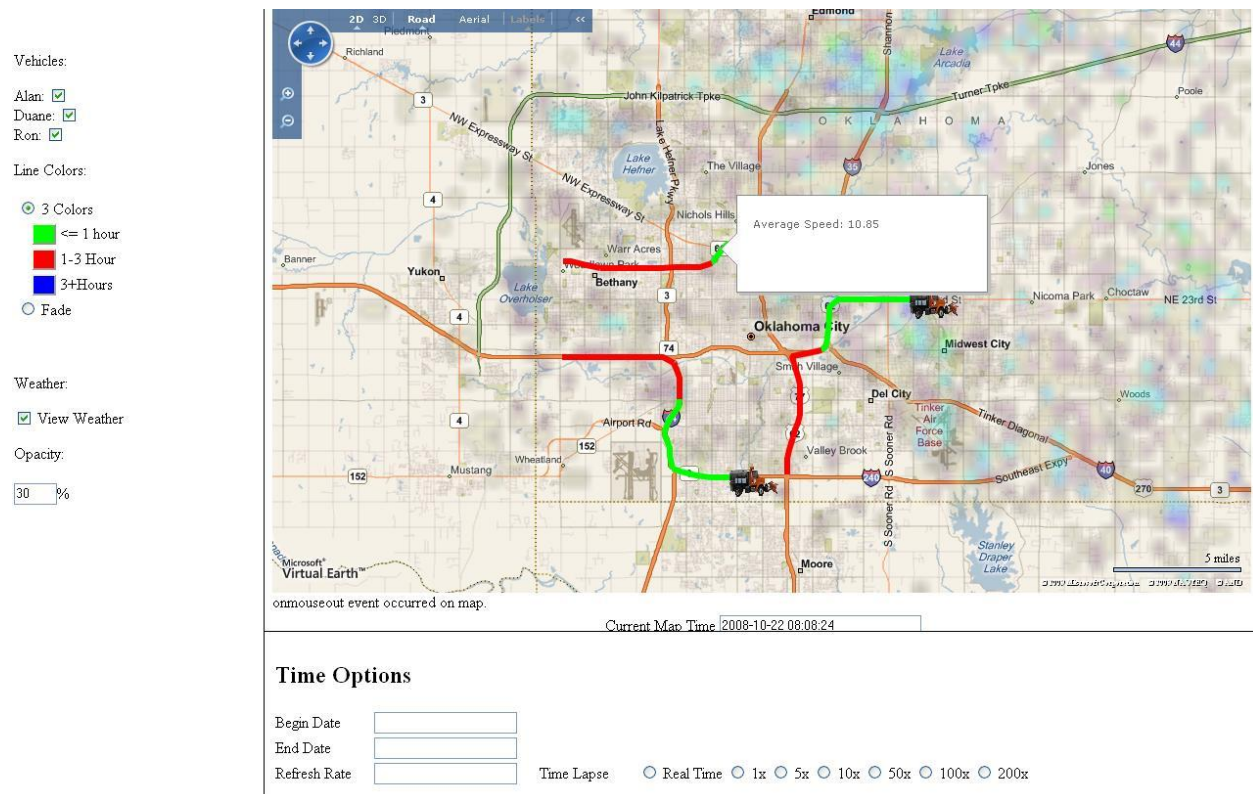 Vehicles:
Alan:
Duane:
Ron:
Line Colors:
3 Colors
<= 1 hour
1-3 Hour
3+Hours
Fade
Weather:
View Weather
Opacity:
30 %
2D 3D Road Aerial Labels <<
Piedmont
Edmond
Richland
Shannon
Lake
Arcadia
44
3
John Kilpatrick Tpke
Turner Tpke
Poole
NW Expressway St
OKLAHOMA
Lake Hefner Pkwy
Lake
Hefner
The Village
35
Jones
4
NW Expressway St
Nichols Hills
Average Speed: 10.85
Banner
Warr Acres
Woodlawn Park
Yukon
Bethany
Lake
Overholser
3
St
Nicoma Park
Choctaw
NE 23rd St
4
Oklahoma City
74
Midwest City
Smith Village
Del City
Woods
4
Airport Rd
Tinker
Air
Force
Base
Tinker Diagonal
152
Wheatland
Valley Brook
S Sooner Rd
S Sooner Rd
152
Mustang
240
Southeast Expy
40
270
3
Stanley
Draper
Lake
Moore
5 miles
Microsoft
Virtual Earth™
onmouseout event occurred on map.
Current Map Time 2008-10-22 08:08:24
Time Options
Begin Date
End Date
Refresh Rate
Time Lapse Real Time 1x 5x 10x 50x 100x 200x